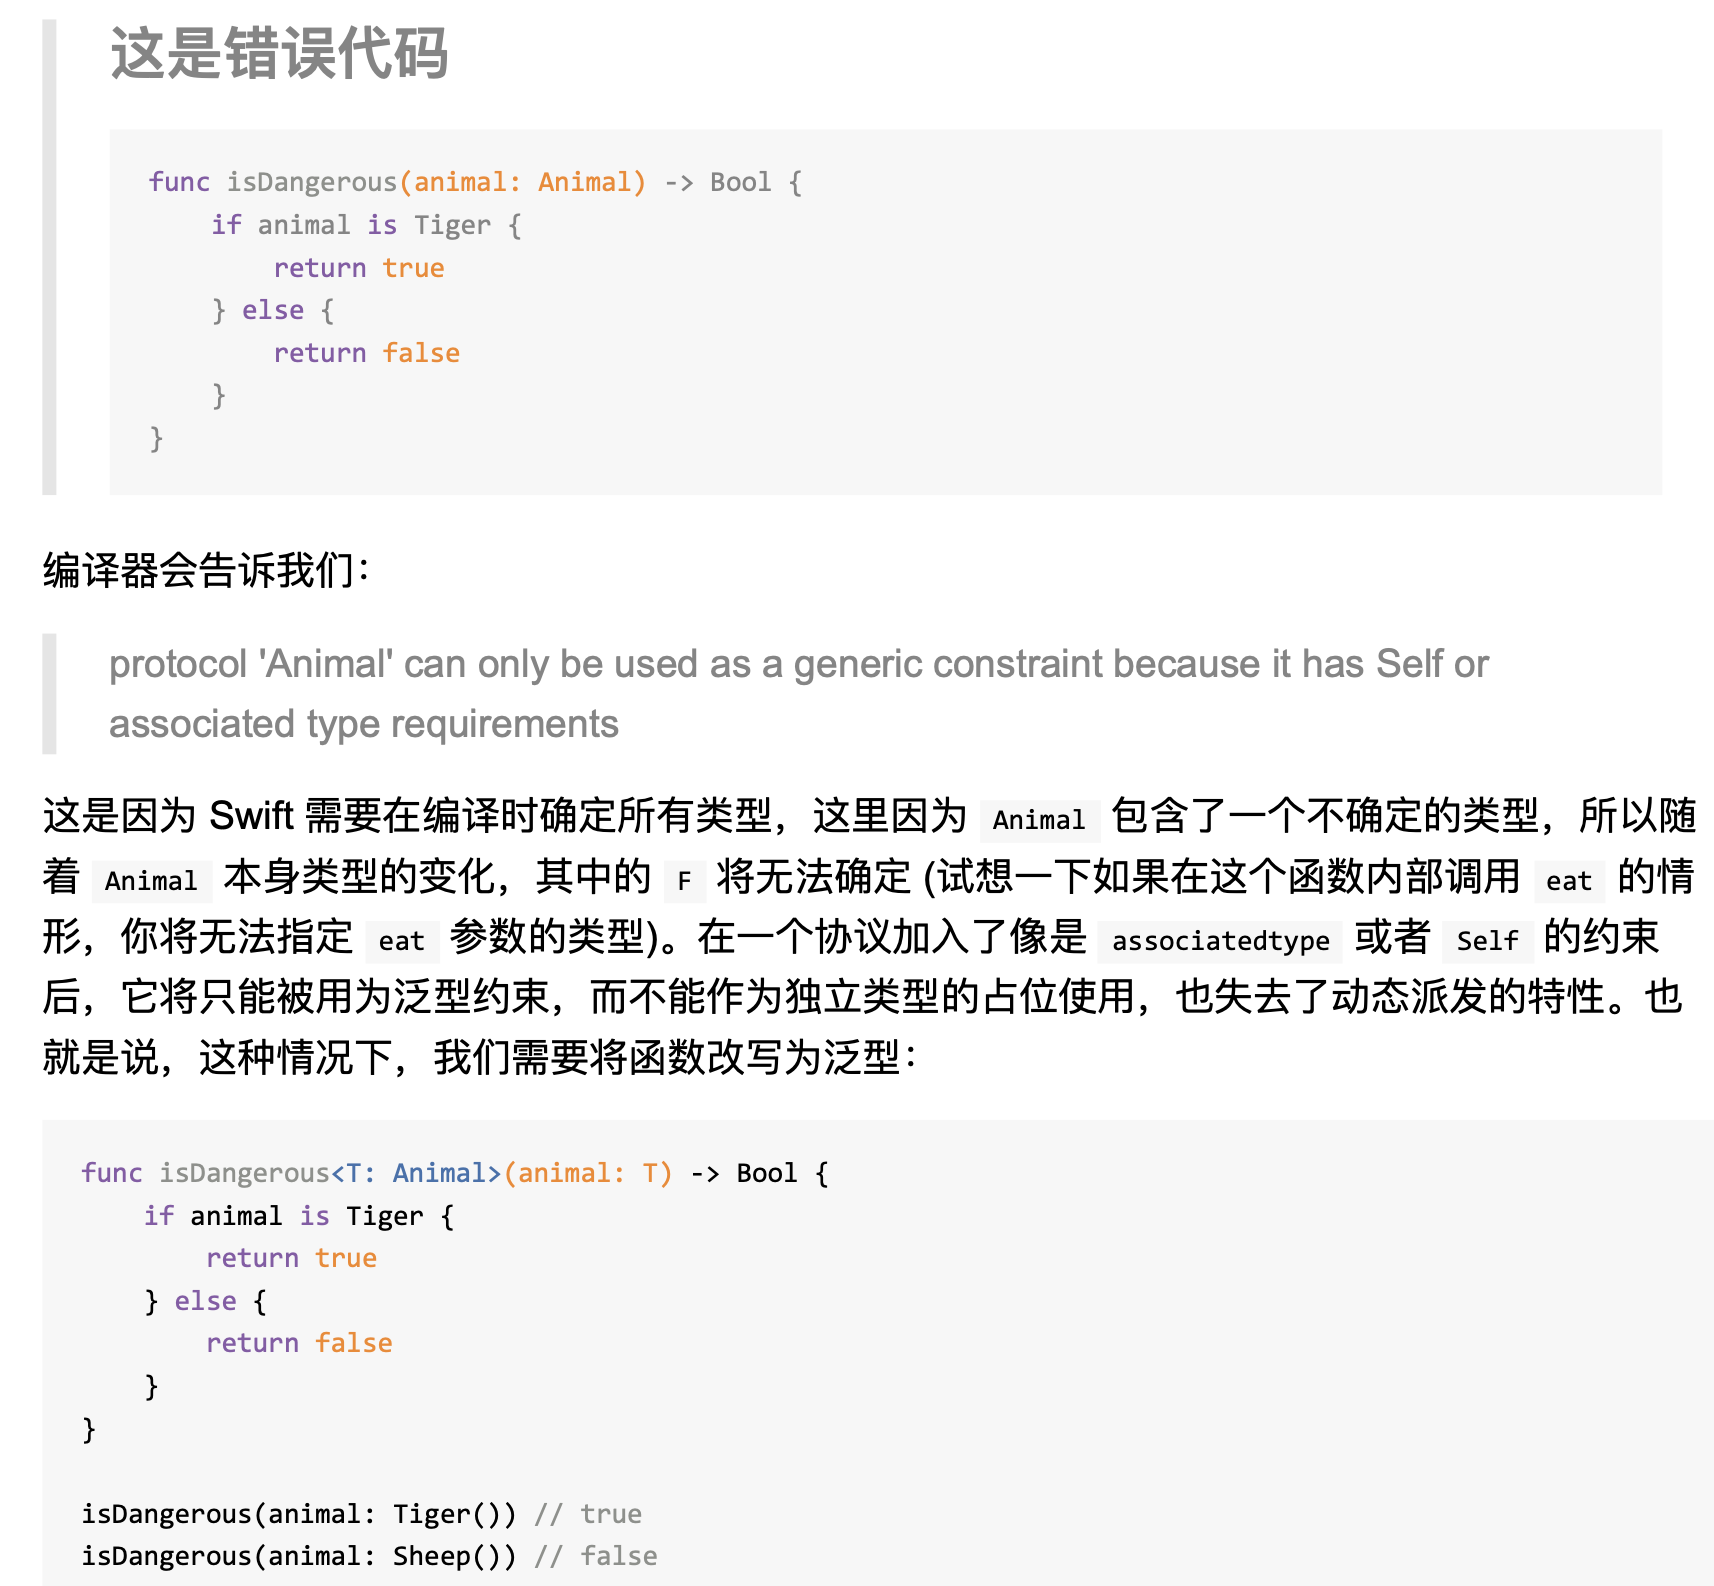 这是错误代码
func isDangerous(animal: Animal) -> Bool {
    if animal is Tiger {
        return true
    } else {
        return false
    }
}
编译器会告诉我们：
protocol 'Animal' can only be used as a generic constraint because it has Self or
associated type requirements
这是因为 Swift 需要在编译时确定所有类型，这里因为 Animal 包含了一个不确定的类型，所以随
着 Animal 本身类型的变化，其中的 F 将无法确定 (试想一下如果在这个函数内部调用 eat 的情
形，你将无法指定 eat 参数的类型)。在一个协议加入了像是 associatedtype 或者 Self 的约束
后，它将只能被用为泛型约束，而不能作为独立类型的占位使用，也失去了动态派发的特性。也
就是说，这种情况下，我们需要将函数改写为泛型：
func isDangerous<T: Animal>(animal: T) -> Bool {
    if animal is Tiger {
        return true
    } else {
        return false
    }
}
isDangerous(animal: Tiger()) // true
isDangerous(animal: Sheep()) // false